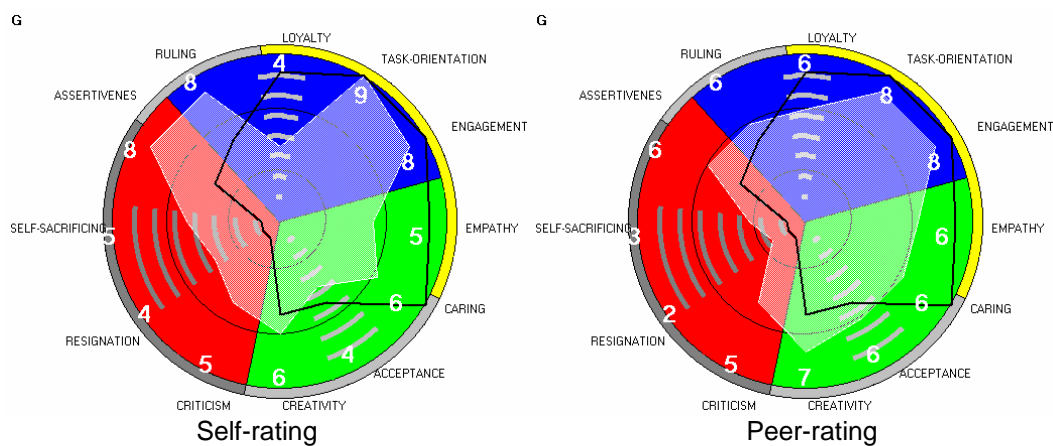 G
LOYALTY
RULING
TASK-ORIENTATION
4
8
9
ASSERTIVENES
ENGAGEMENT
8
8
SELF-SACRIFICING
5
5
EMPATHY
4
6
CARING
RESIGNATION
5
4
ACCEPTANCE
6
CRITICISM
CREATIVITY
Self-rating
G
LOYALTY
RULING
TASK-ORIENTATION
6
6
8
ASSERTIVENES
ENGAGEMENT
6
8
SELF-SACRIFICING
3
6
EMPATHY
2
6
CARING
RESIGNATION
5
6
ACCEPTANCE
7
CRITICISM
CREATIVITY
Peer-rating